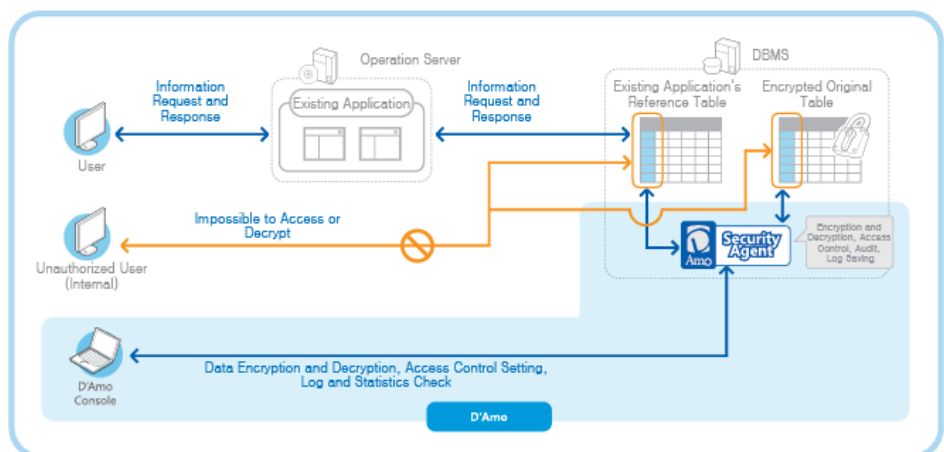 Operation Server
DBMS
Information
Request and
Response
Existing Application
Information
Request and
Response
Existing Application's
Reference Table
Encrypted Original
Table
User
Impossible to Access or
Decrypt
Unauthorized User
(Internal)
Amo
Security
Agent
Encryption and
Decryption, Access
Control, Audit,
Log Saving
D'Amo
Console
Data Encryption and Decryption, Access Control Setting,
Log and Statistics Check
D'Amo